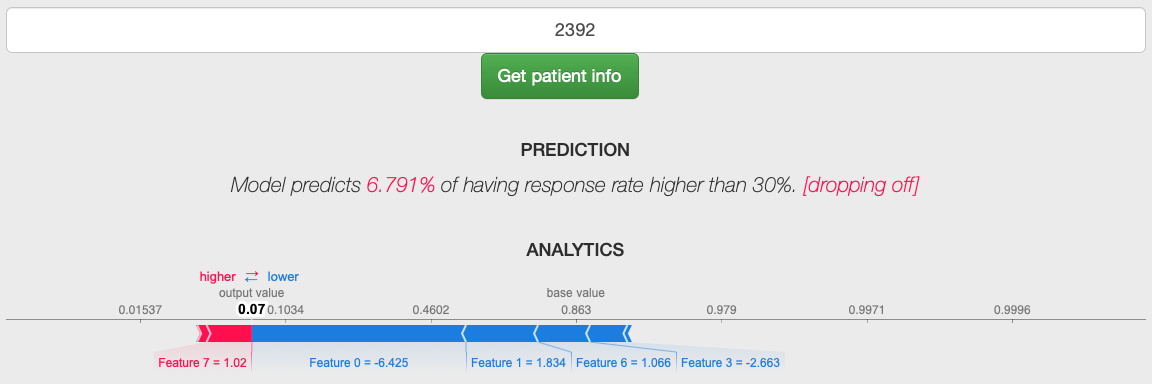 2392
Get patient info
PREDICTION
Model predicts 6.791% of having response rate higher than 30%. [dropping off]
ANALYTICS
higher ⇄ lower
output value base value
0.01537 0.07 0.1034 0.4602 0.863 0.979 0.9971 0.9996
Feature 7 = 1.02 Feature 0 = -6.425 Feature 1 = 1.834 Feature 6 = 1.066 Feature 3 = -2.663